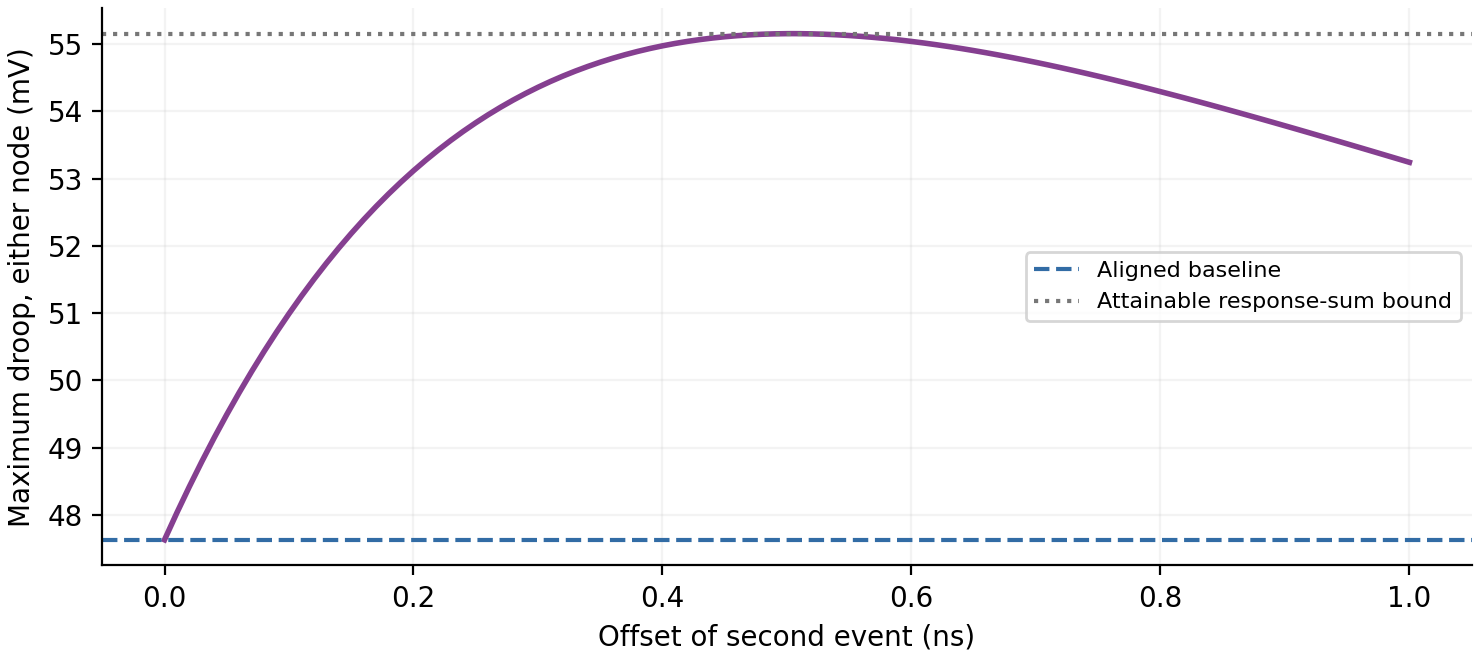 Maximum droop, either node (mV)
55
54
53
52
51
50
49
48
Aligned baseline
Attainable response-sum bound
0.0 0.2 0.4 0.6 0.8 1.0
Offset of second event (ns)